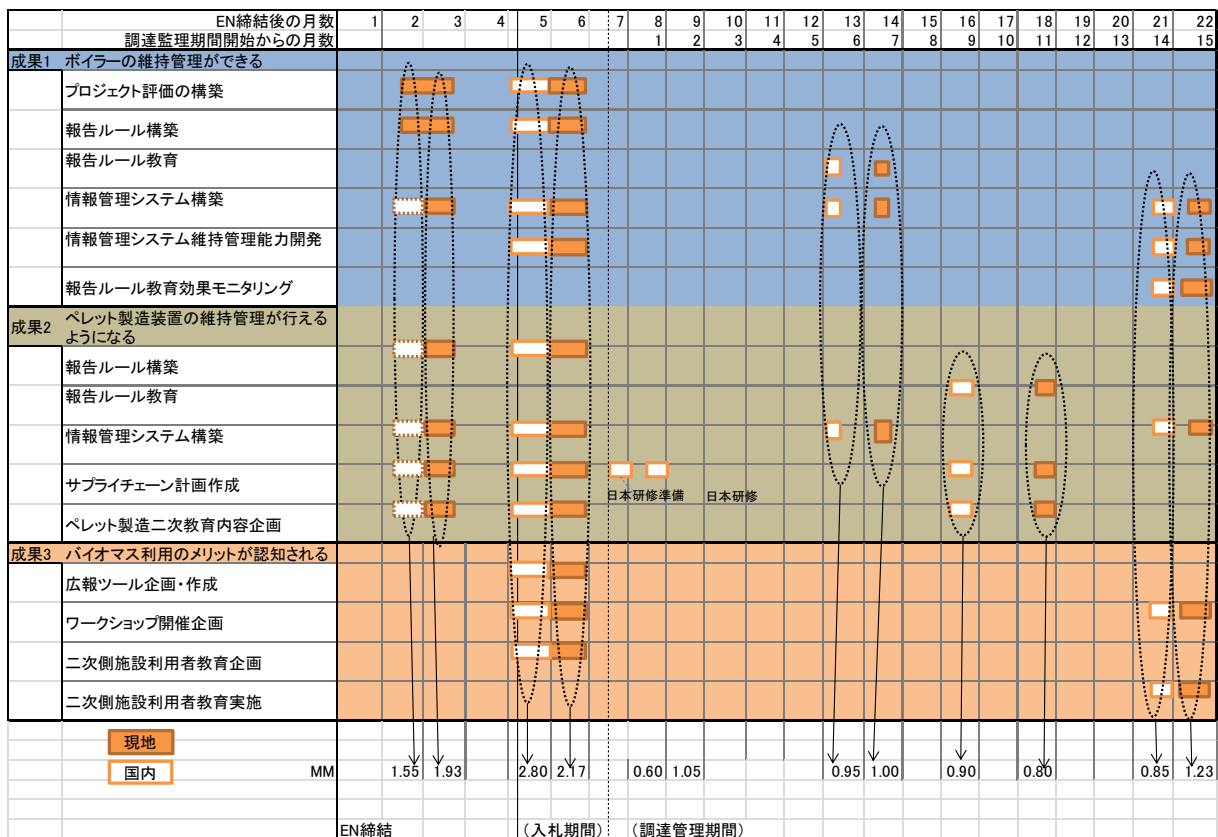 EN締結後の月数 1 2 3 4 5 6 7 8 9 10 11 12 13 14 15 16 17 18 19 20 21 22
調達監理期間開始からの月数 1 2 3 4 5 6 7 8 9 10 11 12 13 14 15
成果1 ボイラーの維持管理ができる
プロジェクト評価の構築
報告ルール構築
報告ルール教育
情報管理システム構築
情報管理システム維持管理能力開発
報告ルール教育効果モニタリング
成果2 ペレット製造装置の維持管理が行える
ようになる
報告ルール構築
報告ルール教育
情報管理システム構築
サプライチェーン計画作成
日本研修準備 日本研修
ペレット製造二次教育内容企画
成果3 バイオマス利用のメリットが認知される
広報ツール企画・作成
ワークショップ開催企画
二次側施設利用者教育企画
二次側施設利用者教育実施
現地
国内 MM 1.55 1.93 2.80 2.17 0.60 1.05 0.95 1.00 0.90 0.80 0.85 1.23
EN締結 (入札期間) (調達管理期間)